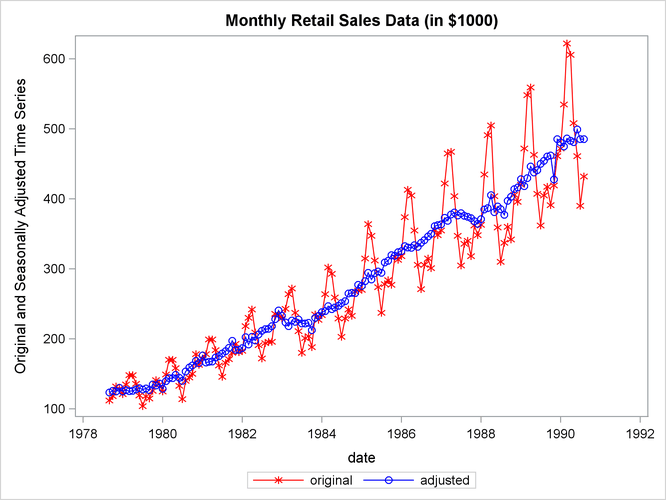 Monthly Retail Sales Data (in $1000)
Original and Seasonally Adjusted Time Series
600
500
400
300
200
100
1978 1980 1982 1984 1986 1988 1990 1992
date
original adjusted